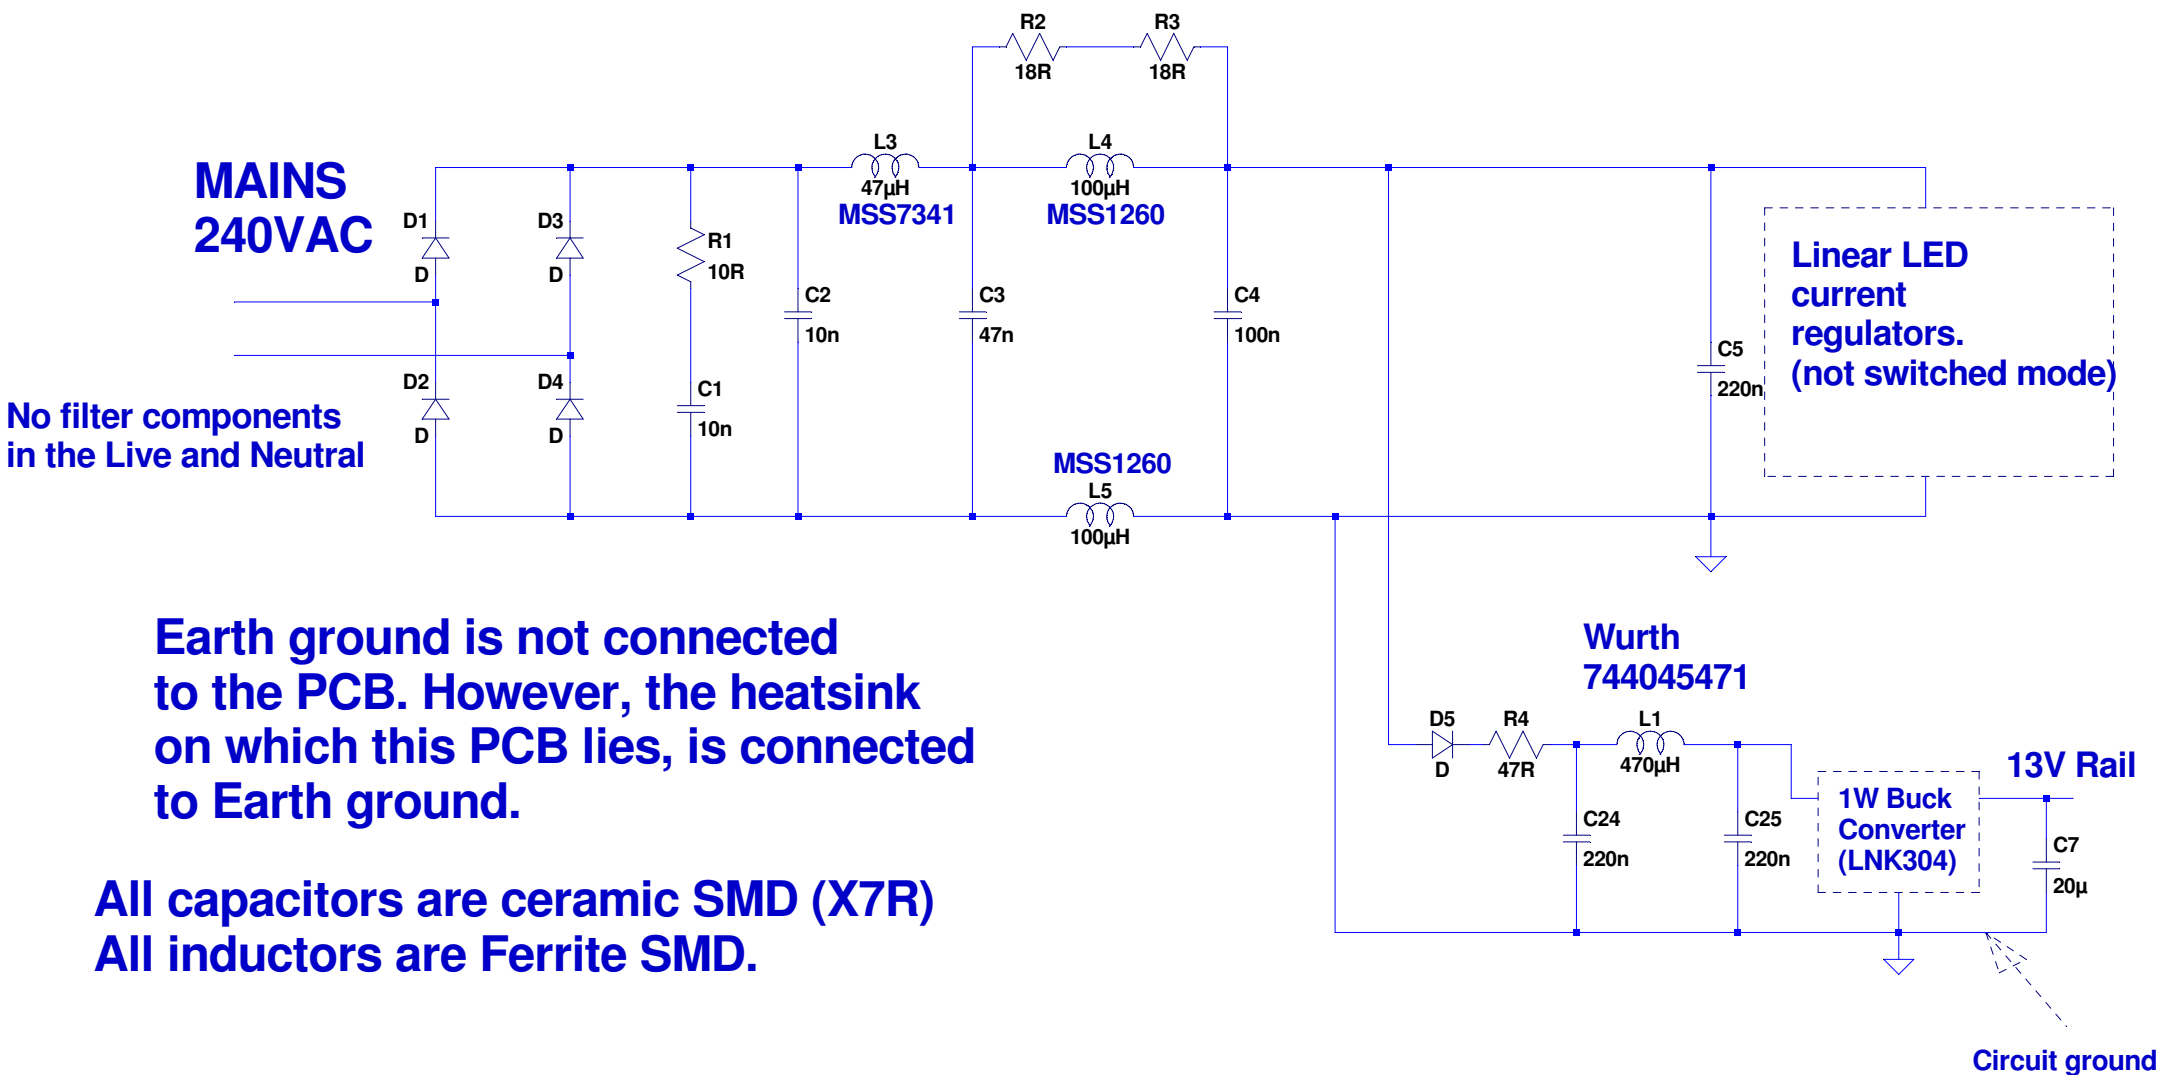 R2
18R
R3
18R
MAINS
240VAC
D1
D
D3
D
R1
10R
C2
10n
L3
47µH
MSS7341
L4
100µH
MSS1260
C3
47n
C4
100n
Linear LED
current
regulators.
(not switched mode)
C5
220n
No filter components
in the Live and Neutral
D2
D
D4
D
C1
10n
MSS1260
L5
100µH
Earth ground is not connected
to the PCB. However, the heatsink
on which this PCB lies, is connected
to Earth ground.
Wurth
744045471
D5
D
R4
47R
L1
470µH
13V Rail
C24
220n
C25
220n
1W Buck
Converter
(LNK304)
C7
20µ
All capacitors are ceramic SMD (X7R)
All inductors are Ferrite SMD.
Circuit ground